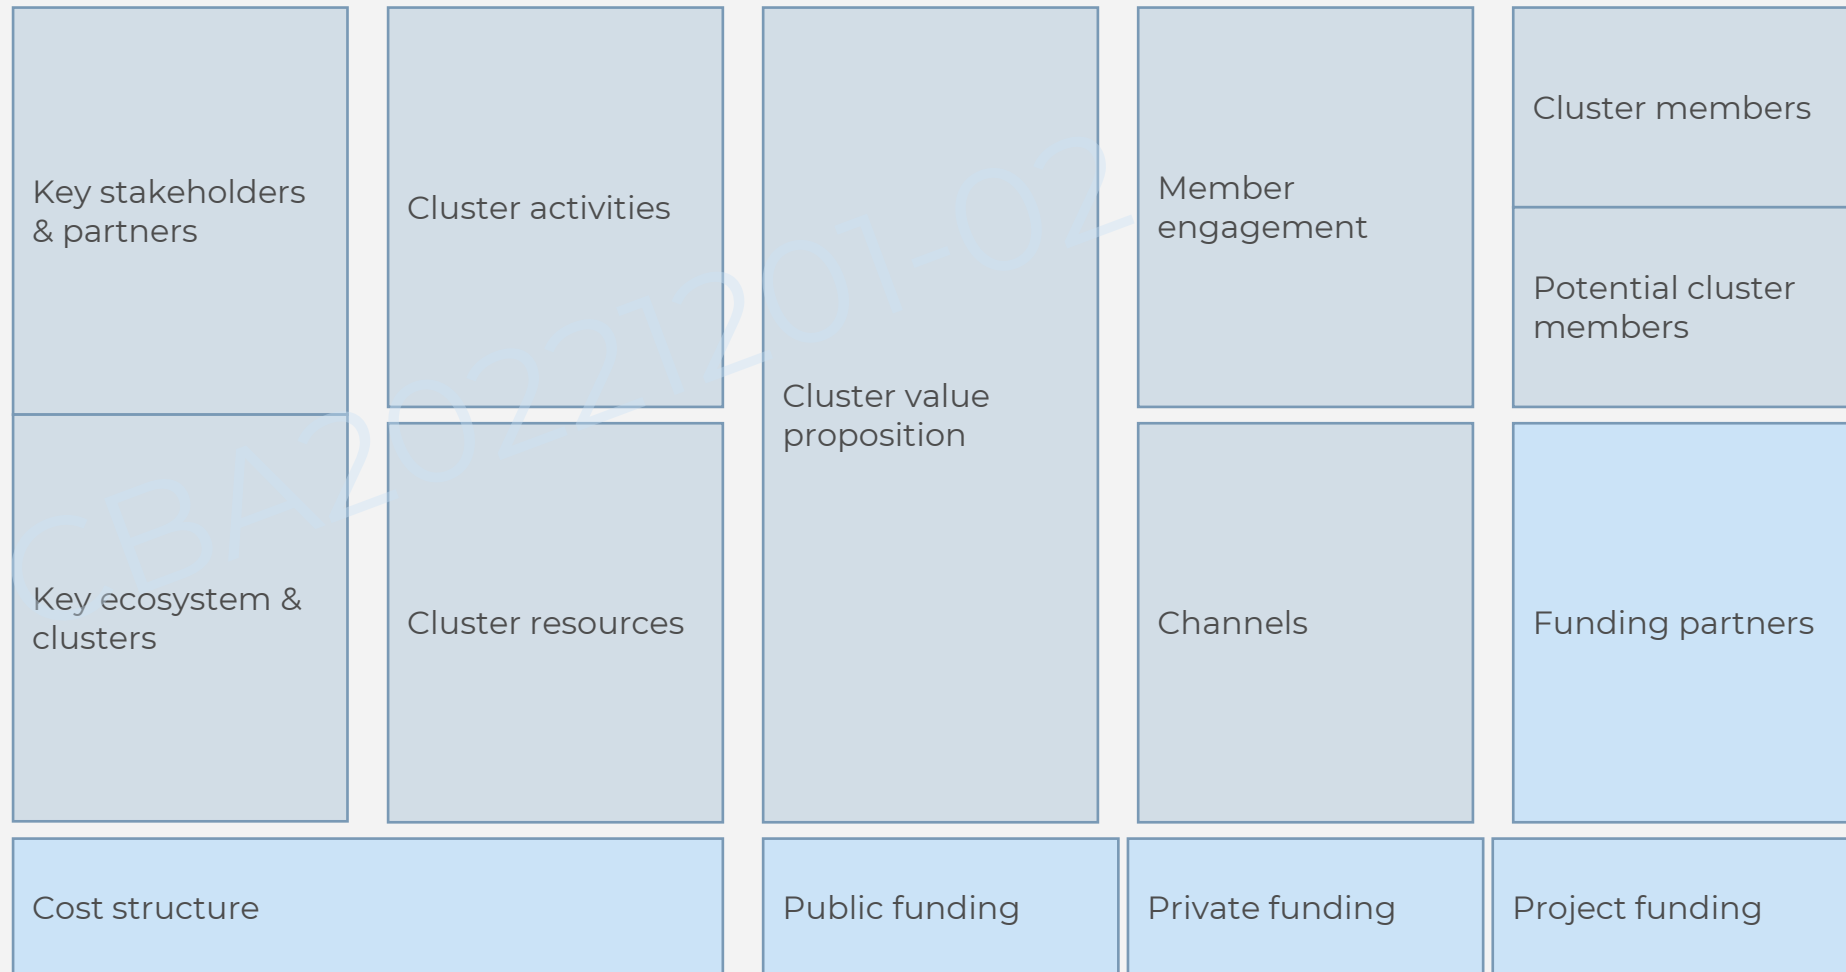 Key stakeholders
& partners
Key ecosystem &
clusters
Cluster activities
Cluster resources
Cluster value
proposition
Member
engagement
Channels
Cluster members
Potential cluster
members
Funding partners
Cost structure
Public funding
Private funding
Project funding
CBA20221201-02